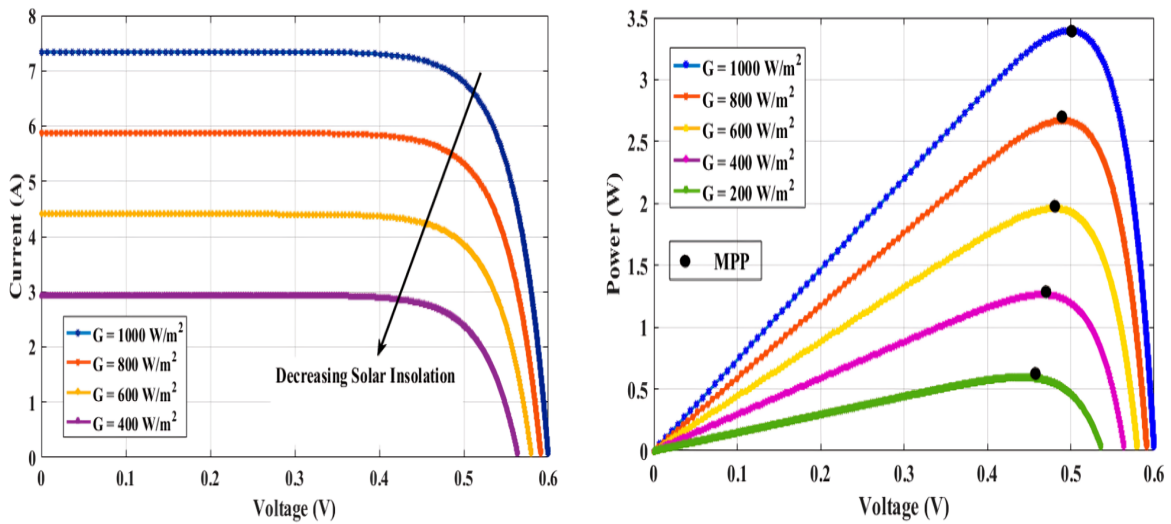 8
7
6
5
4
3
2
1
0
Current (A)
G = 1000 W/m²
G = 800 W/m²
G = 600 W/m²
G = 400 W/m²
Decreasing Solar Insolation
0 0.1 0.2 0.3 0.4 0.5 0.6
Voltage (V)
3.5
3
2.5
2
1.5
1
0.5
0
Power (W)
G = 1000 W/m²
G = 800 W/m²
G = 600 W/m²
G = 400 W/m²
G = 200 W/m²
MPP
0 0.1 0.2 0.3 0.4 0.5 0.6
Voltage (V)